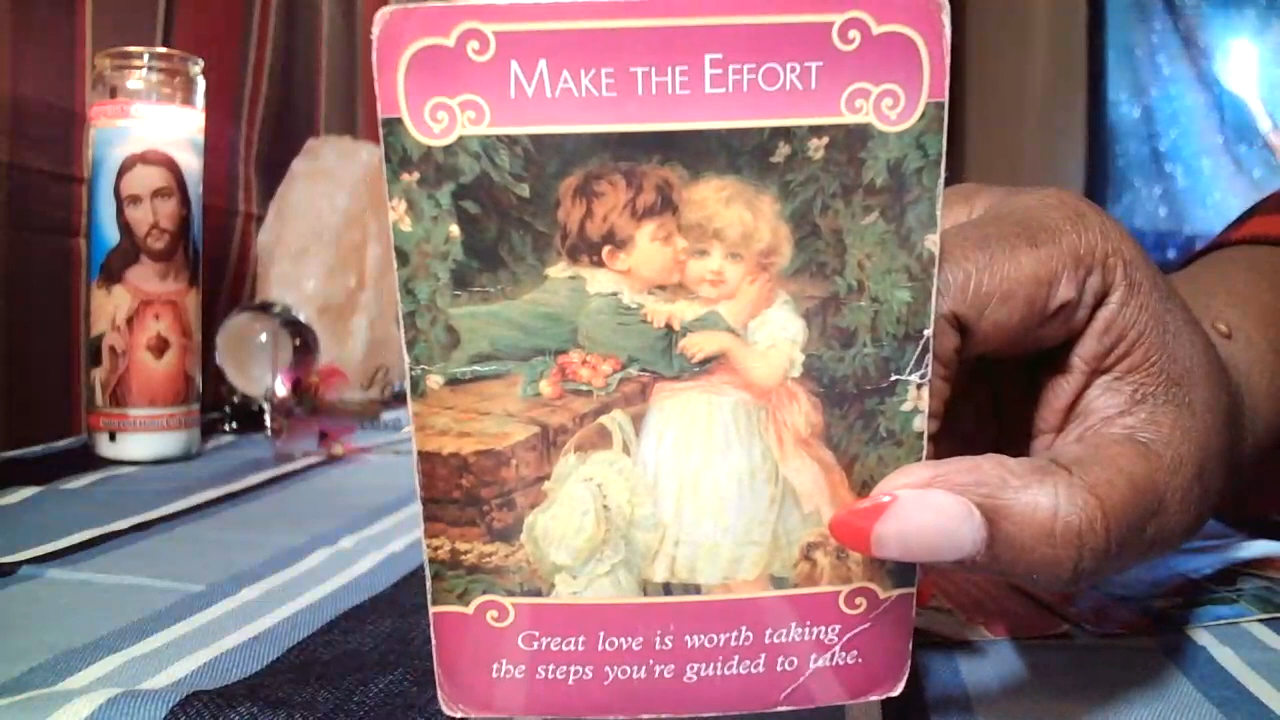 MAKE THE EFFORT
Great love is worth taking
the steps you're guided to take.